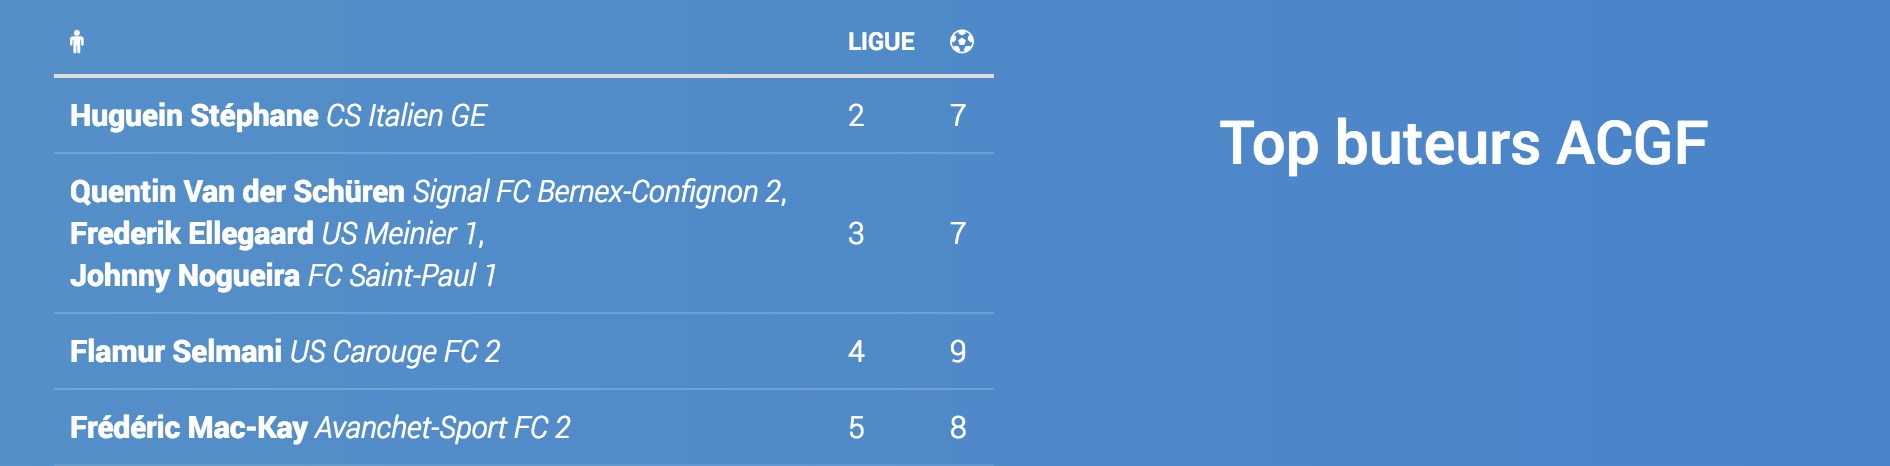 LIGUE
Huguein Stéphane CS Italien GE 2 7
Quentin Van der Schüren Signal FC Bernex-Confignon 2,
Frederik Ellegaard US Meinier 1, 3 7
Johnny Nogueira FC Saint-Paul 1
Flamur Selmani US Carouge FC 2 4 9
Frédéric Mac-Kay Avanchet-Sport FC 2 5 8
Top buteurs ACGF